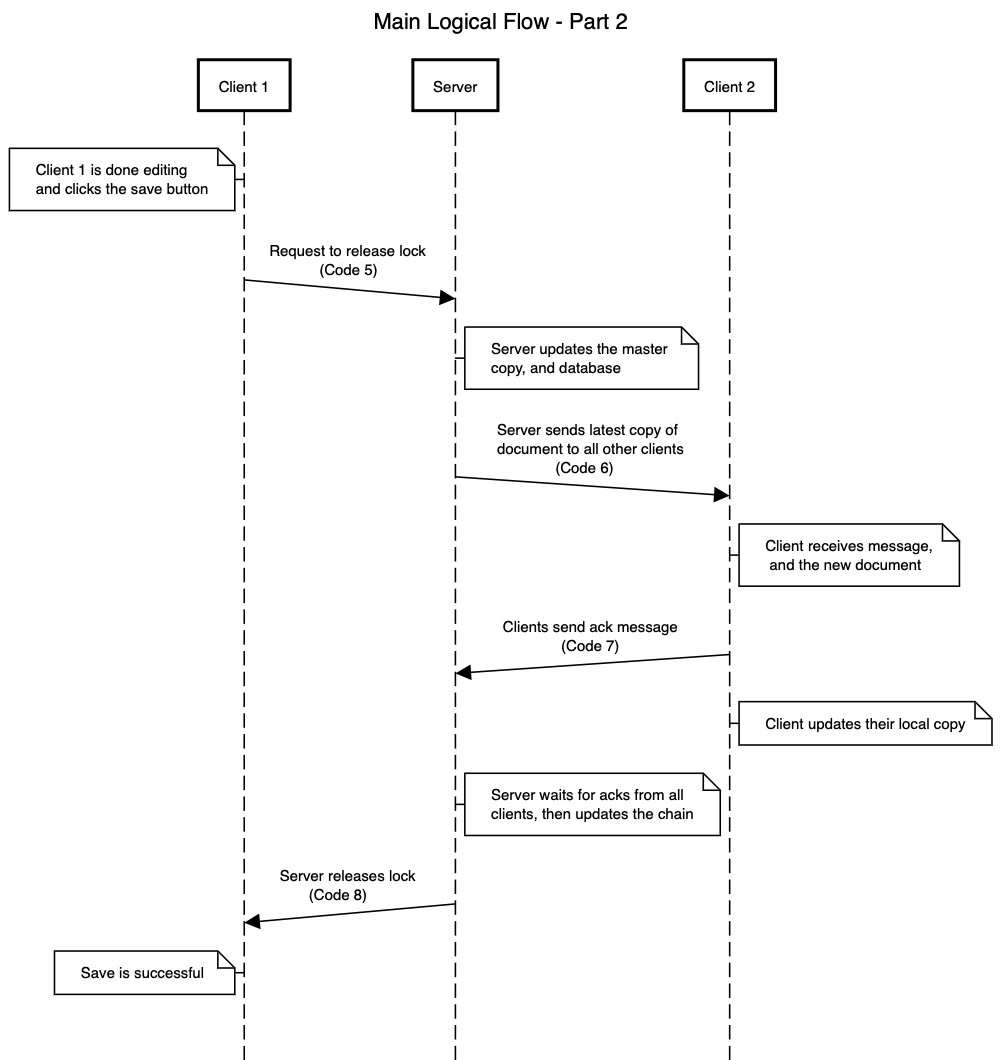 Main Logical Flow - Part 2
Client 1
Server
Client 2
Client 1 is done editing
and clicks the save button
Request to release lock
(Code 5)
Server updates the master
copy, and database
Server sends latest copy of
document to all other clients
(Code 6)
Client receives message,
and the new document
Clients send ack message
(Code 7)
Client updates their local copy
Server waits for acks from all
clients, then updates the chain
Server releases lock
(Code 8)
Save is successful